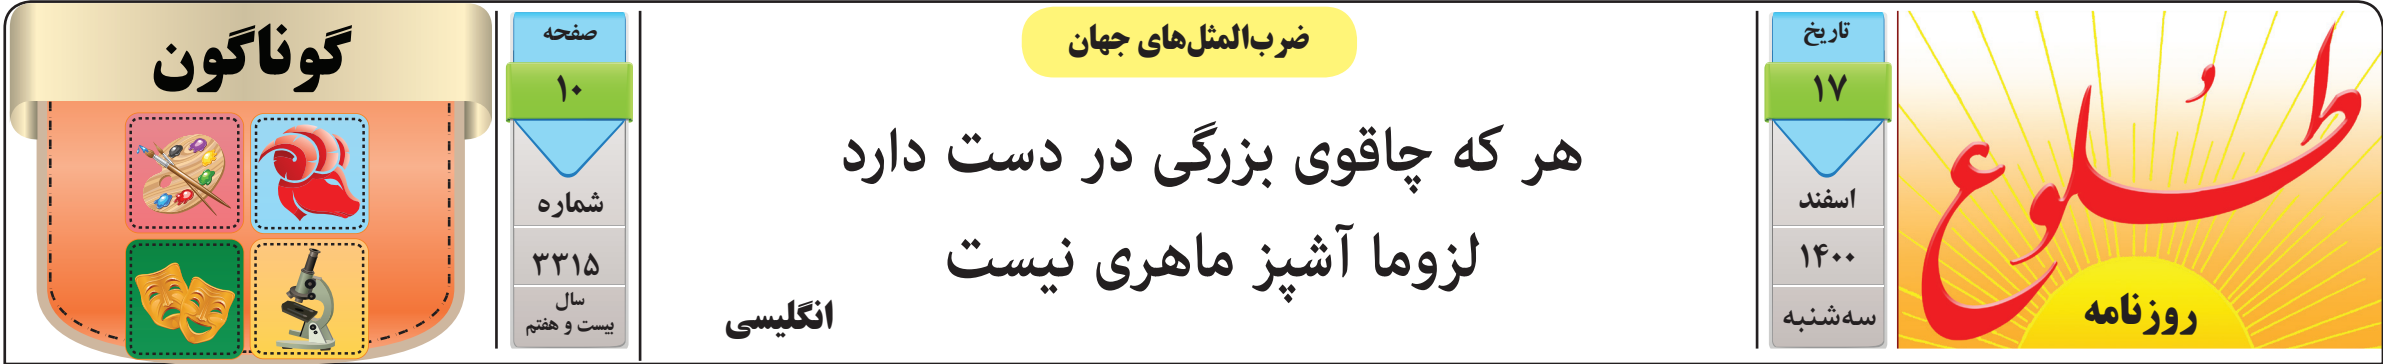 طلوع
روزنامه
تاریخ
۱۷
اسفند
۱۴۰۰
سه‌شنبه
ضرب‌المثل‌های جهان
هر که چاقوی بزرگی در دست دارد
لزوما آشپز ماهری نیست
انگلیسی
صفحه
۱۰
شماره
۳۳۱۵
سال
بیست و هفتم
گوناگون